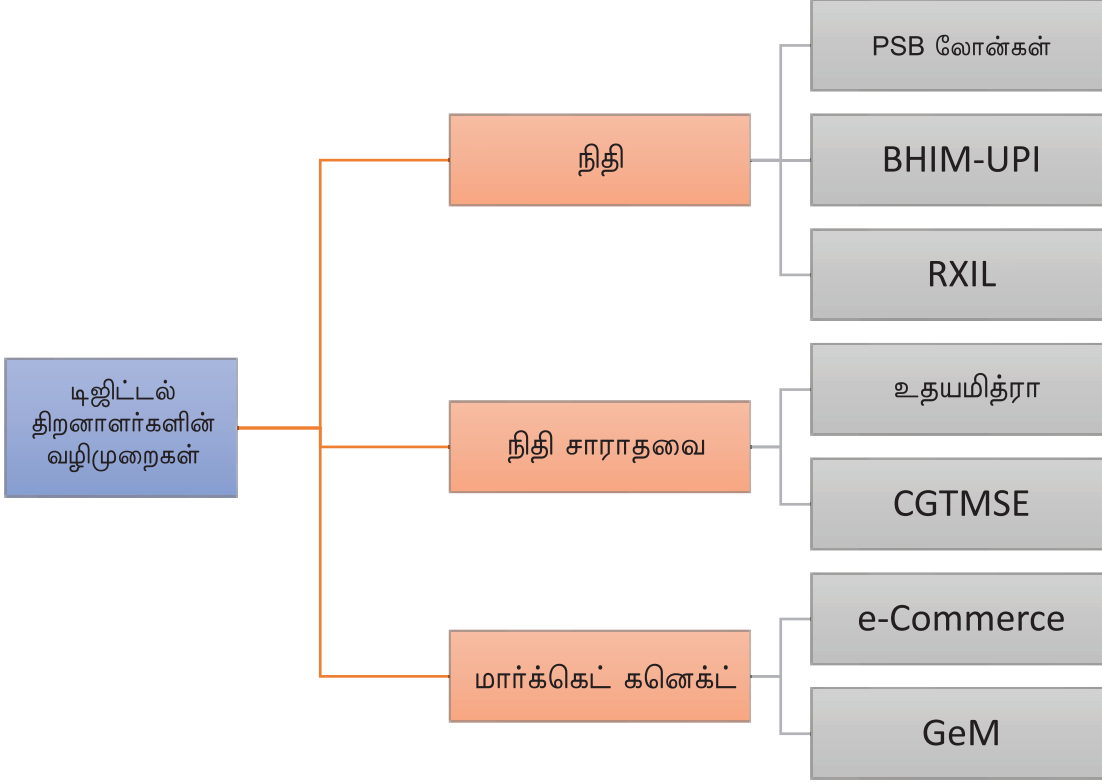 PSB லோன்கள்
நிதி
BHIM-UPI
RXIL
டிஜிட்டல்
திறனாளர்களின்
வழிமுறைகள்
உதயமித்ரா
நிதி சாராதவை
CGTMSE
e-Commerce
மார்க்கெட் கனெக்ட்
GeM